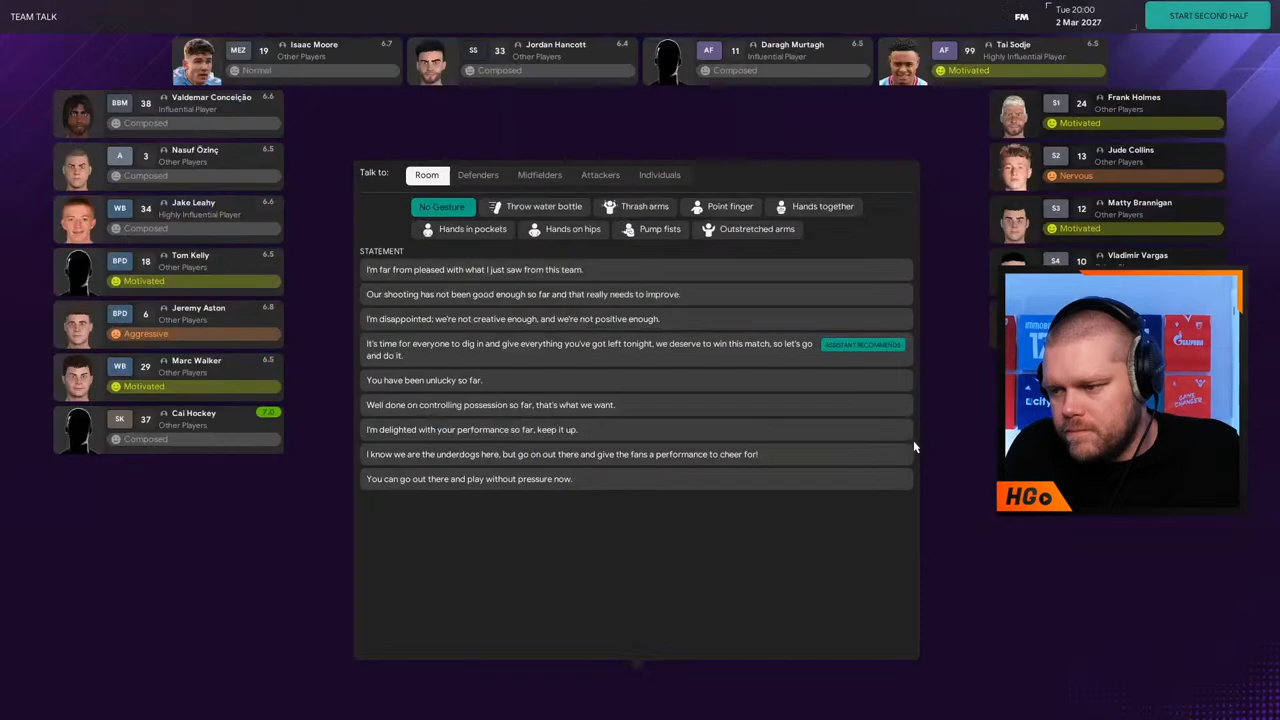 TEAM TALK
FM
Tue 20:00
2 Mar 2027
START SECOND HALF
MEZ 19 Isaac Moore 6.7
Other Players
Normal
SS 33 Jordan Hancott 6.4
Other Players
Composed
AF 11 Daragh Murtagh 6.5
Influential Player
Composed
AF 99 Tai Sodje 6.5
Highly Influential Player
Motivated
BBM 38 Valdemar Conceição 6.6
Influential Player
Composed
A 3 Nasuf Özinç 6.5
Other Players
Composed
WB 34 Jake Leahy 6.6
Highly Influential Player
Composed
BPD 18 Tom Kelly 6.5
Other Players
Motivated
BPD 6 Jeremy Aston 6.8
Other Players
Aggressive
WB 29 Marc Walker 6.5
Other Players
Motivated
SK 37 Cai Hockey 7.0
Other Players
Composed
Talk to: Room Defenders Midfielders Attackers Individuals
No Gesture Throw water bottle Thrash arms Point finger Hands together
Hands in pockets Hands on hips Pump fists Outstretched arms
STATEMENT
I'm far from pleased with what I just saw from this team.
Our shooting has not been good enough so far and that really needs to improve.
I'm disappointed; we're not creative enough, and we're not positive enough.
It's time for everyone to dig in and give everything you've got left tonight, we deserve to win this match, so let's go
and do it.
ASSISTANT RECOMMENDS
You have been unlucky so far.
Well done on controlling possession so far, that's what we want.
I'm delighted with your performance so far, keep it up.
I know we are the underdogs here, but go on out there and give the fans a performance to cheer for!
You can go out there and play without pressure now.
S1 24 Frank Holmes
Other Players
Motivated
S2 13 Jude Collins
Other Players
Nervous
S3 12 Matty Brannigan
Other Players
Motivated
S4 10 Vladimir Vargas
GAZPROM
city
GAME
CHANGER
HGo